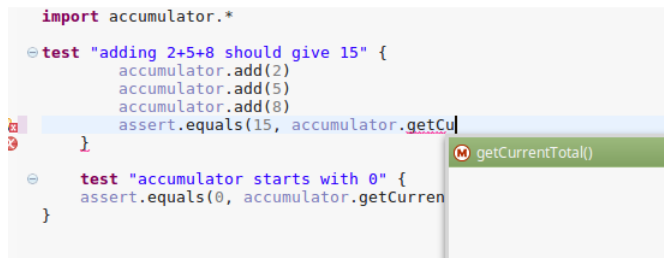 import accumulator.*
test "adding 2+5+8 should give 15" {
accumulator.add(2)
accumulator.add(5)
accumulator.add(8)
assert.equals(15, accumulator.getCu
}
M getCurrentTotal()
test "accumulator starts with 0" {
assert.equals(0, accumulator.getCurren
}